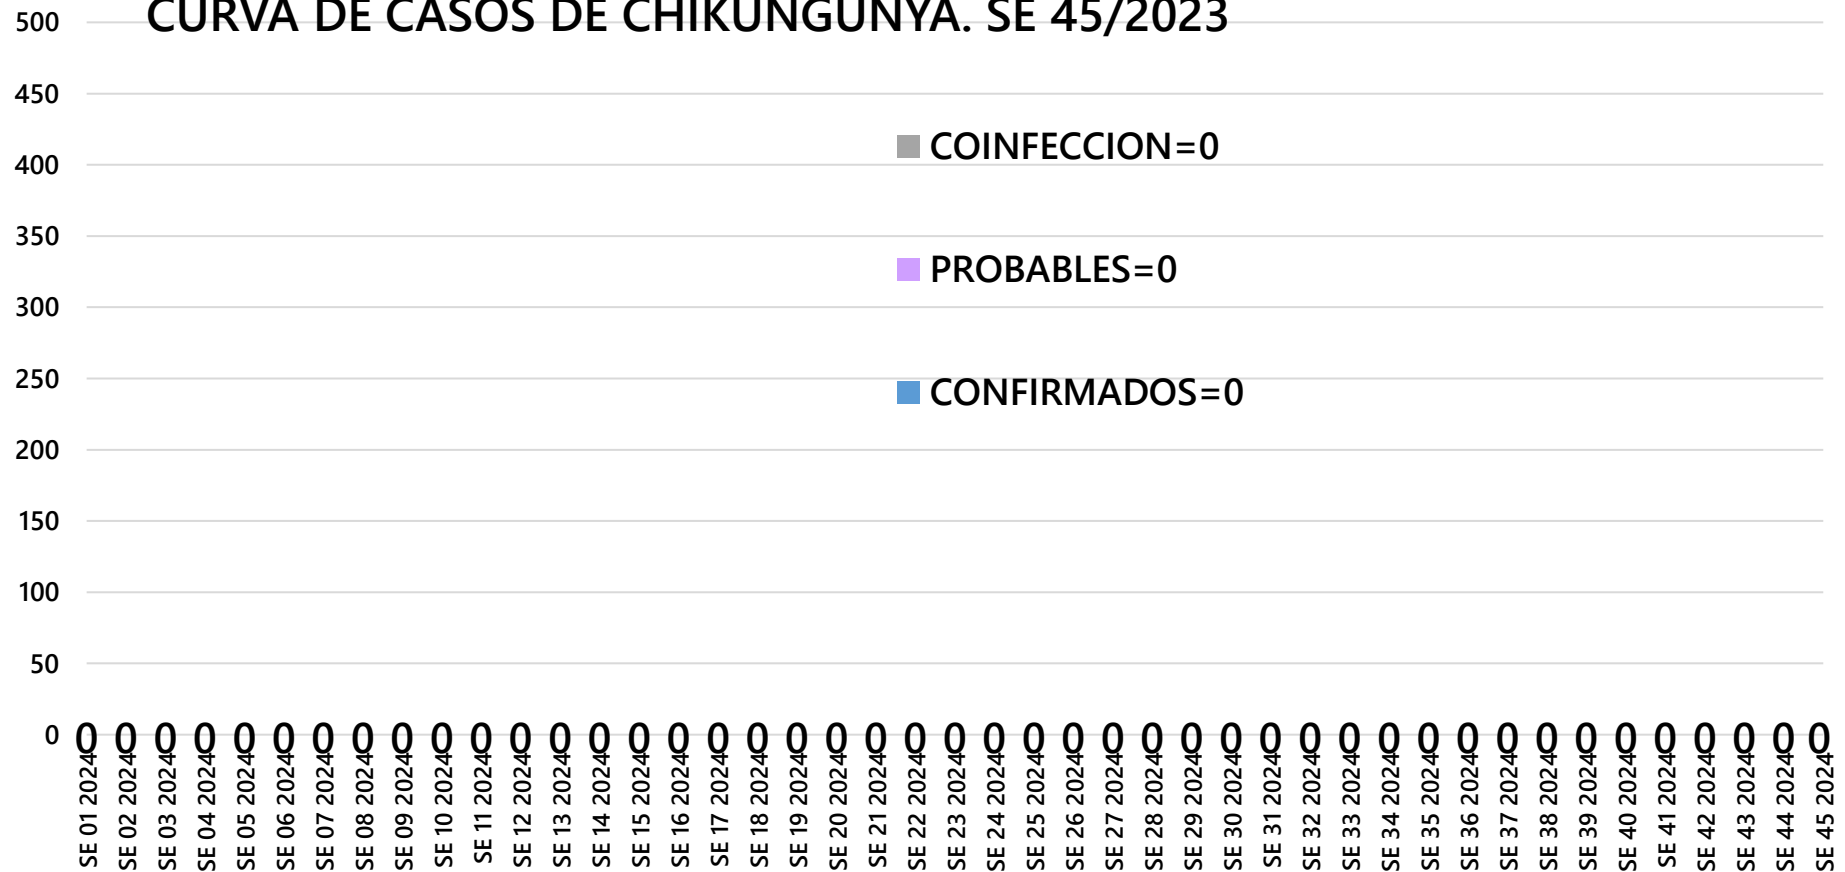 CURVA DE CASOS DE CHIKUNGUNYA. SE 45/2023
500
450
400
350
300
250
200
150
100
50
0
COINFECCION=0
PROBABLES=0
CONFIRMADOS=0
0 0 0 0 0 0 0 0 0 0 0 0 0 0 0 0 0 0 0 0 0 0 0 0 0 0 0 0 0 0 0 0 0 0 0 0 0 0 0 0 0 0 0 0 0
SE 01 2024
SE 02 2024
SE 03 2024
SE 04 2024
SE 05 2024
SE 06 2024
SE 07 2024
SE 08 2024
SE 09 2024
SE 10 2024
SE 11 2024
SE 12 2024
SE 13 2024
SE 14 2024
SE 15 2024
SE 16 2024
SE 17 2024
SE 18 2024
SE 19 2024
SE 20 2024
SE 21 2024
SE 22 2024
SE 23 2024
SE 24 2024
SE 25 2024
SE 26 2024
SE 27 2024
SE 28 2024
SE 29 2024
SE 30 2024
SE 31 2024
SE 32 2024
SE 33 2024
SE 34 2024
SE 35 2024
SE 36 2024
SE 37 2024
SE 38 2024
SE 39 2024
SE 40 2024
SE 41 2024
SE 42 2024
SE 43 2024
SE 44 2024
SE 45 2024